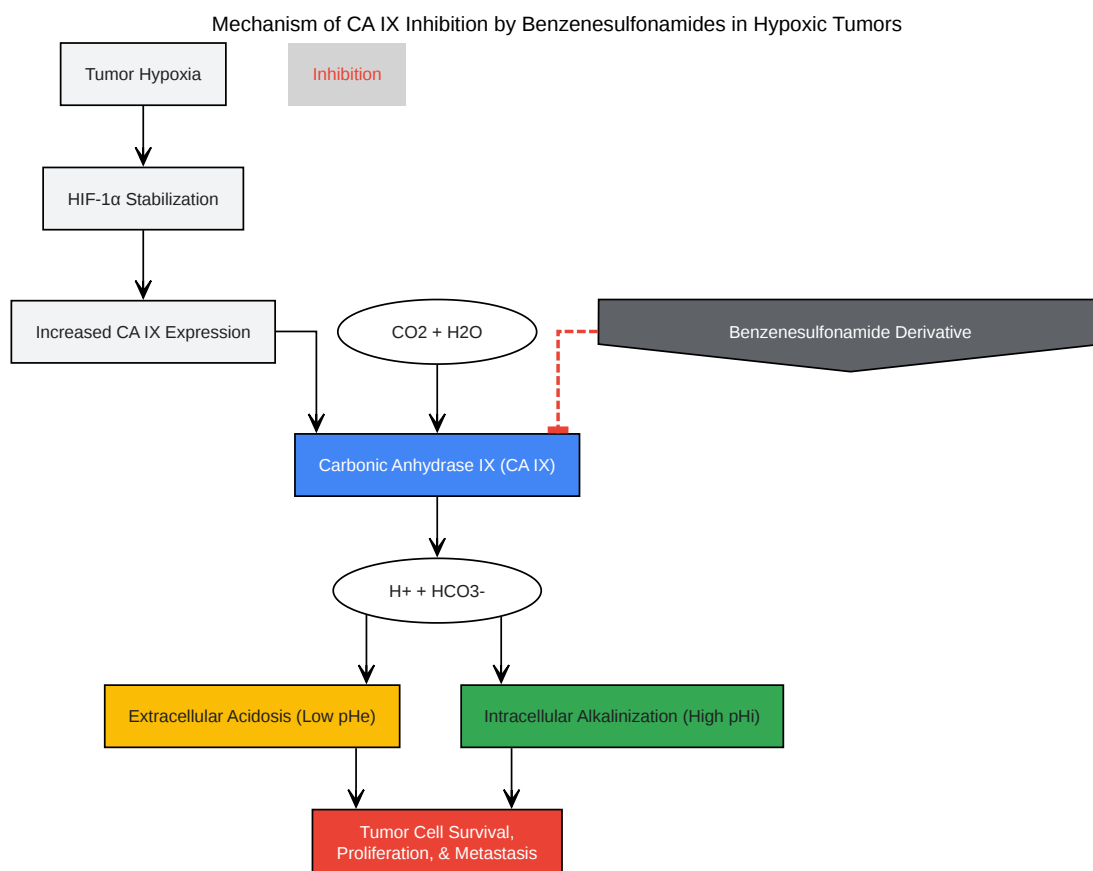 Mechanism of CA IX Inhibition by Benzenesulfonamides in Hypoxic Tumors
Tumor Hypoxia
Inhibition
HIF-1α Stabilization
Increased CA IX Expression
CO2 + H2O
Benzenesulfonamide Derivative
Carbonic Anhydrase IX (CA IX)
H+ + HCO3-
Extracellular Acidosis (Low pHe)
Intracellular Alkalinization (High pHi)
Tumor Cell Survival,
Proliferation, & Metastasis